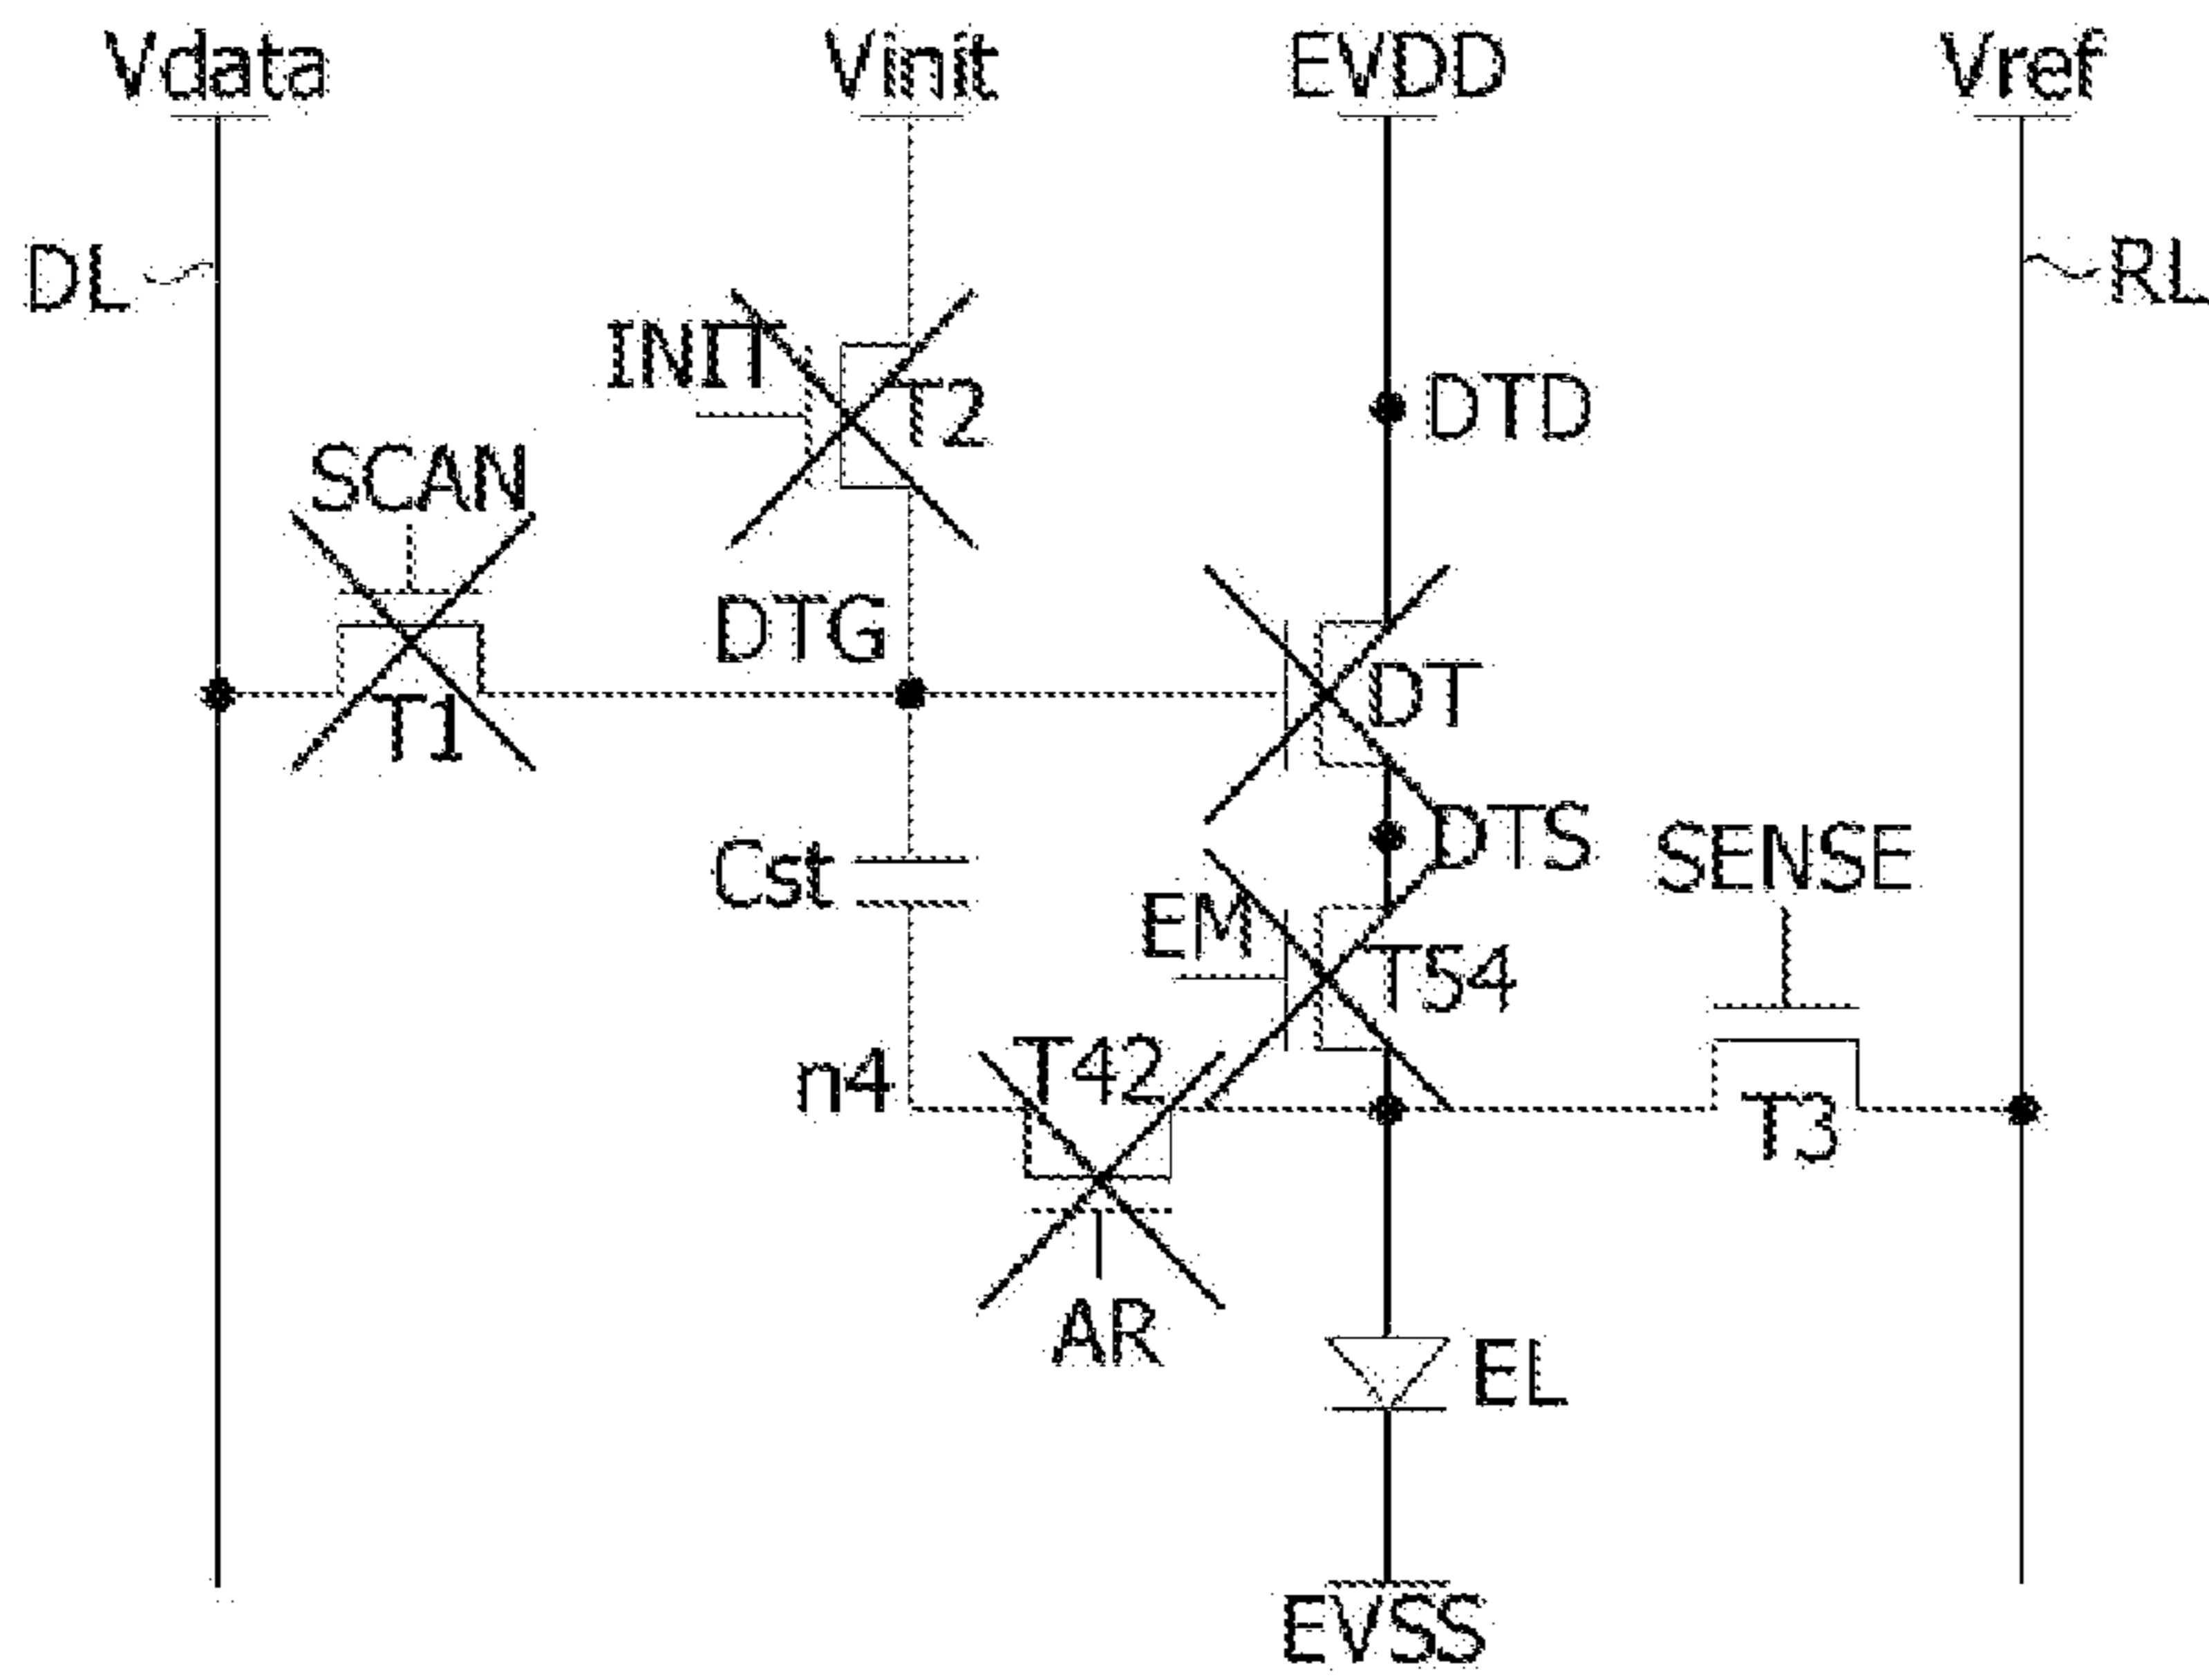 Vdata
Vinit
EVDD
Vref
DL
RL
INIT
T2
DTD
SCAN
T1
DTG
DT
DTS
Cst
EM
T54
SENSE
n4
T42
T3
AR
EL
EVSS